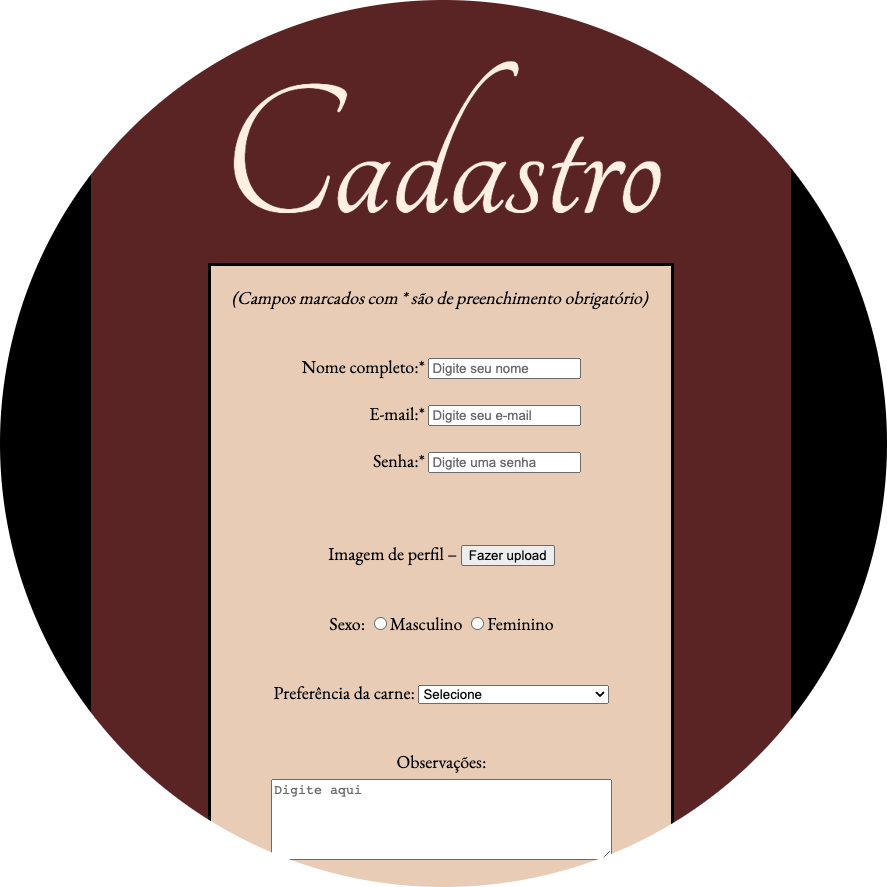 Cadastro
(Campos marcados com * são de preenchimento obrigatório)
Nome completo:* Digite seu nome
E-mail:* Digite seu e-mail
Senha:* Digite uma senha
Imagem de perfil – Fazer upload
Sexo: Masculino Feminino
Preferência da carne: Selecione
Observações:
Digite aqui